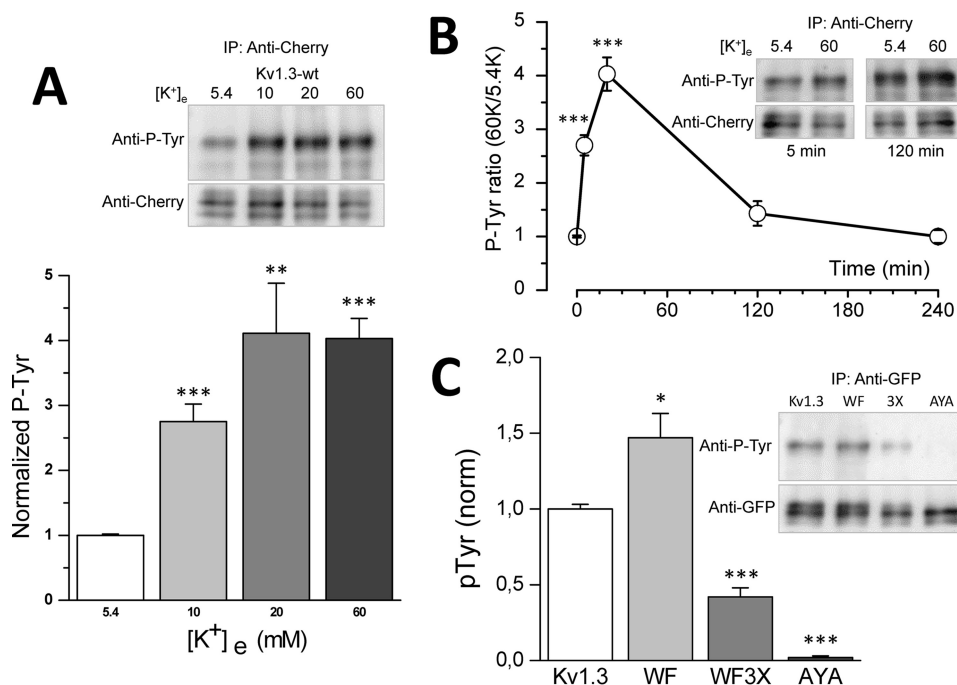 A
IP: Anti-Cherry
Kv1.3-wt
[K+]e 5.4 10 20 60
Anti-P-Tyr
Anti-Cherry
Normalized P-Tyr
5
4
3
2
1
0
***
**
***
5.4 10 20 60
[K+]e (mM)
B
P-Tyr ratio (60K/5.4K)
5
4
3
2
1
0
***
***
IP: Anti-Cherry
[K+]e 5.4 60 5.4 60
Anti-P-Tyr
Anti-Cherry
5 min 120 min
Time (min)
0 60 120 180 240
C
pTyr (norm)
2,0
1,5
1,0
0,5
0,0
*
***
***
IP: Anti-GFP
Kv1.3 WF 3X AYA
Anti-P-Tyr
Anti-GFP
Kv1.3 WF WF3X AYA